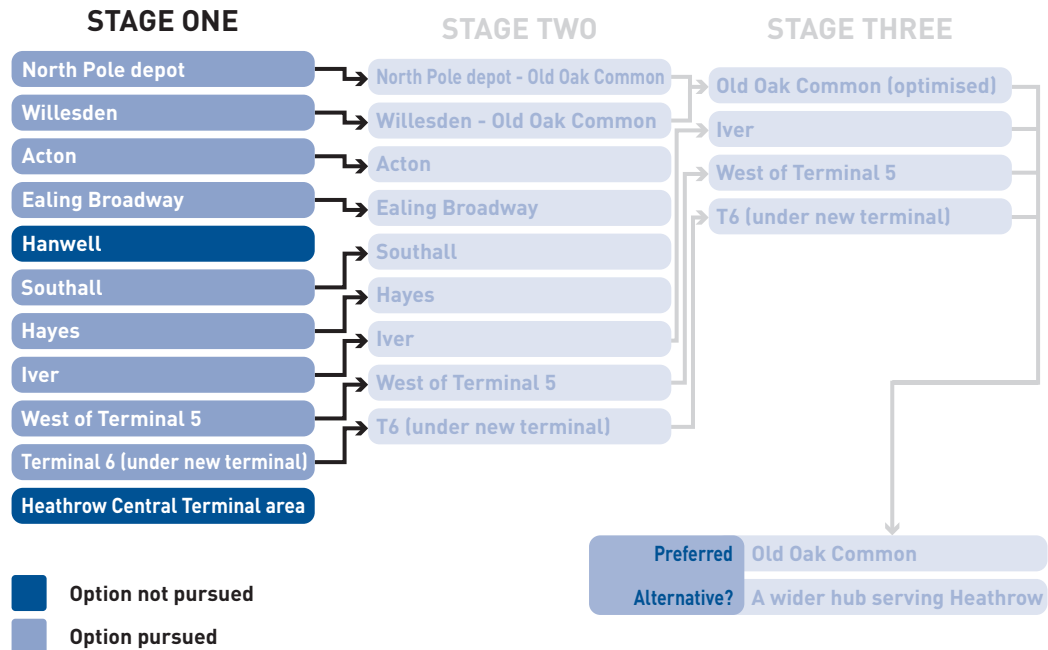 STAGE ONE
North Pole depot
Willesden
Acton
Ealing Broadway
Hanwell
Southall
Hayes
Iver
West of Terminal 5
Terminal 6 (under new terminal)
Heathrow Central Terminal area
STAGE TWO
North Pole depot - Old Oak Common
Willesden - Old Oak Common
Acton
Ealing Broadway
Southall
Hayes
Iver
West of Terminal 5
T6 (under new terminal)
STAGE THREE
Old Oak Common (optimised)
Iver
West of Terminal 5
T6 (under new terminal)
Preferred Old Oak Common
Alternative? A wider hub serving Heathrow
Option not pursued
Option pursued